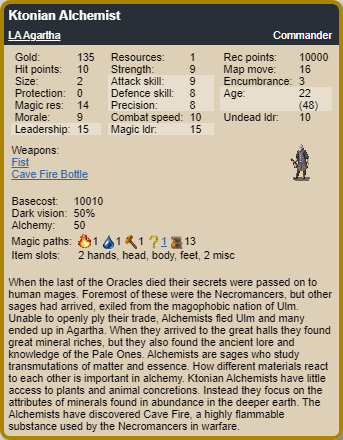 Ktonian Alchemist
LA Agartha Commander
Gold: 135 Resources: 1 Rec points: 10000
Hit points: 10 Strength: 9 Map move: 16
Size: 2 Attack skill: 9 Encumbrance: 3
Protection: 0 Defence skill: 8 Age: 22
Magic res: 14 Precision: 8 (48)
Morale: 9 Combat speed: 10 Undead ldr: 10
Leadership: 15 Magic ldr: 15
Weapons:
Fist
Cave Fire Bottle
Basecost: 10010
Dark vision: 50%
Alchemy: 50
Magic paths: 1 1 1 ? 1 13
Item slots: 2 hands, head, body, feet, 2 misc
When the last of the Oracles died their secrets were passed on to
human mages. Foremost of these were the Necromancers, but other
sages had arrived, exiled from the magophobic nation of Ulm.
Unable to openly ply their trade, Alchemists fled Ulm and many
ended up in Agartha. When they arrived to the great halls they found
great mineral riches, but they also found the ancient lore and
knowledge of the Pale Ones. Alchemists are sages who study
transmutations of matter and essence. How different materials react
to each other is important in alchemy. Ktonian Alchemists have little
access to plants and animal concretions. Instead they focus on the
attributes of minerals found in abundance in the deeper earth. The
Alchemists have discovered Cave Fire, a highly flammable
substance used by the Necromancers in warfare.